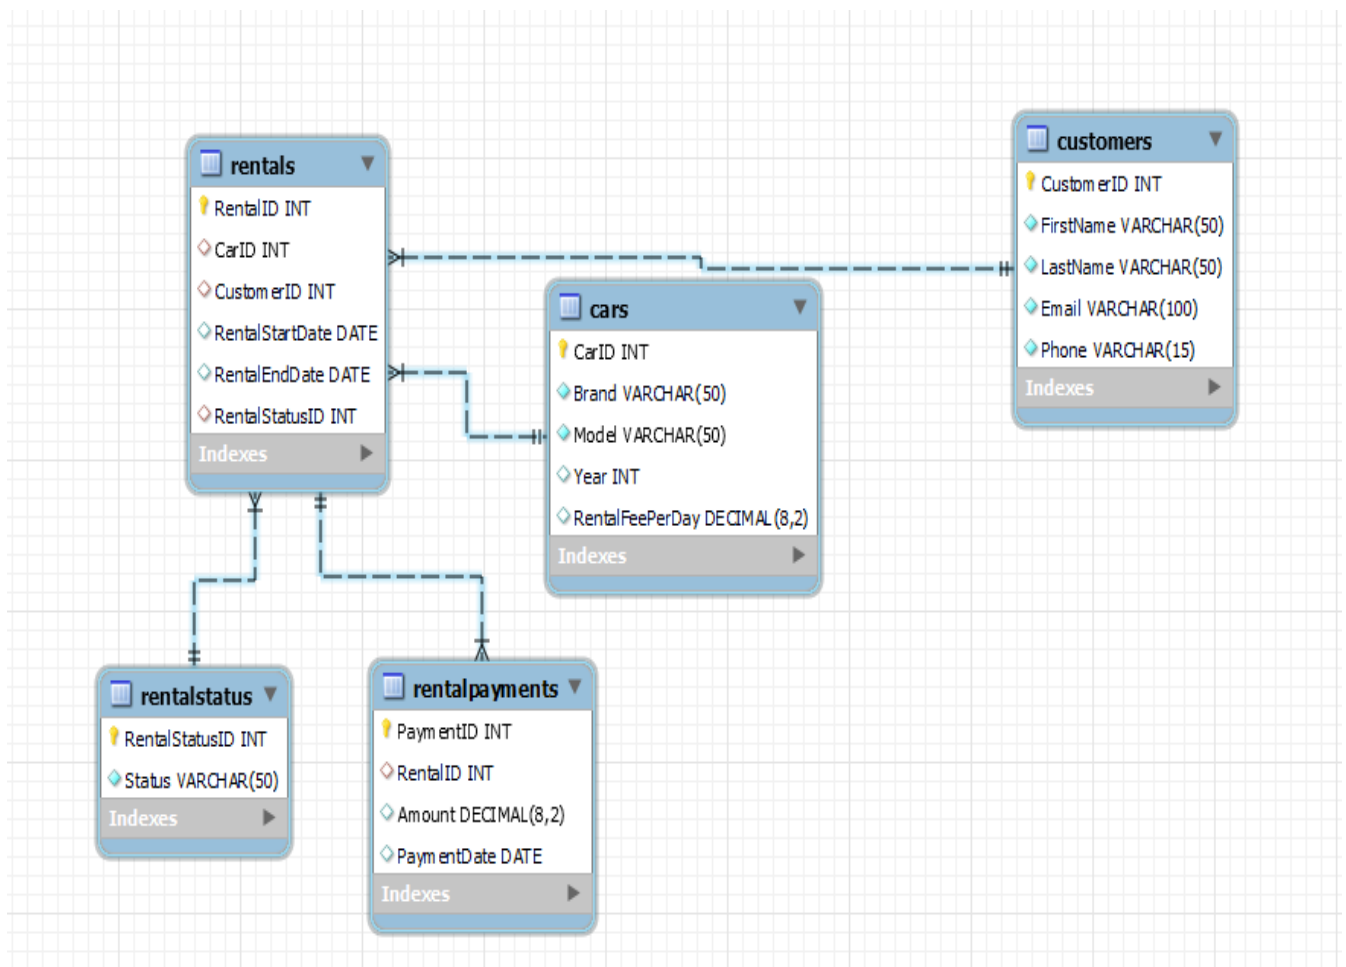 rentals
RentalID INT
CarID INT
CustomerID INT
RentalStartDate DATE
RentalEndDate DATE
RentalStatusID INT
Indexes
customers
CustomerID INT
FirstName VARCHAR(50)
LastName VARCHAR(50)
Email VARCHAR(100)
Phone VARCHAR(15)
Indexes
cars
CarID INT
Brand VARCHAR(50)
Model VARCHAR(50)
Year INT
RentalFeePerDay DECIMAL(8,2)
Indexes
rentalstatus
RentalStatusID INT
Status VARCHAR(50)
Indexes
rentalpayments
PaymentID INT
RentalID INT
Amount DECIMAL(8,2)
PaymentDate DATE
Indexes